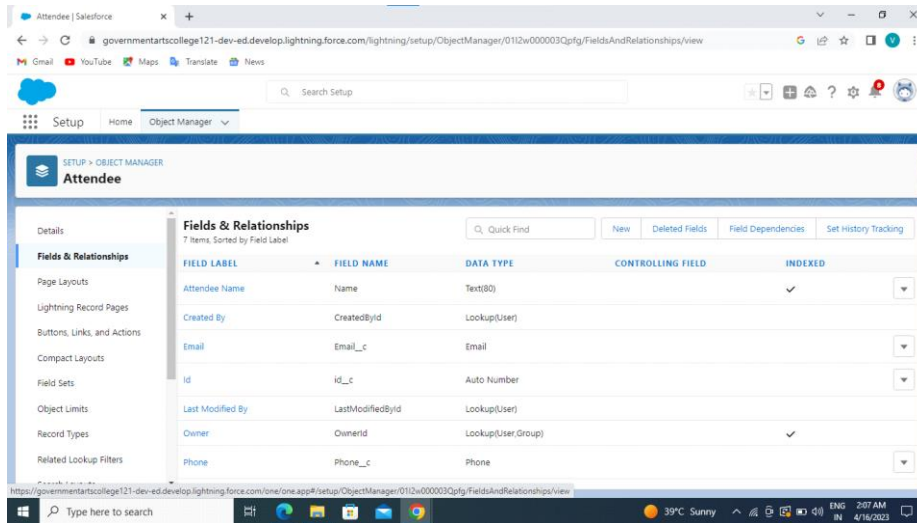 Attendee | Salesforce
governmentartscollege121-dev-ed.develop.lightning.force.com/lightning/setup/ObjectManager/01I2w000003Qpfg/FieldsAndRelationships/view
G
V
Gmail YouTube Maps Translate News
Search Setup
8
Setup Home Object Manager
SETUP > OBJECT MANAGER
Attendee
Details
Fields & Relationships
Page Layouts
Lightning Record Pages
Buttons, Links, and Actions
Compact Layouts
Field Sets
Object Limits
Record Types
Related Lookup Filters
Fields & Relationships
7 Items, Sorted by Field Label
Quick Find
New Deleted Fields Field Dependencies Set History Tracking
FIELD LABEL FIELD NAME DATA TYPE CONTROLLING FIELD INDEXED
Attendee Name Name Text(80)
Created By CreatedById Lookup(User)
Email Email__c Email
Id id__c Auto Number
Last Modified By LastModifiedById Lookup(User)
Owner OwnerId Lookup(User,Group)
Phone Phone__c Phone
https://governmentartscollege121-dev-ed.develop.lightning.force.com/one/one.app#/setup/ObjectManager/01I2w000003Qpfg/FieldsAndRelationships/view
Type here to search
39°C Sunny
ENG
IN
2:07 AM
4/16/2023